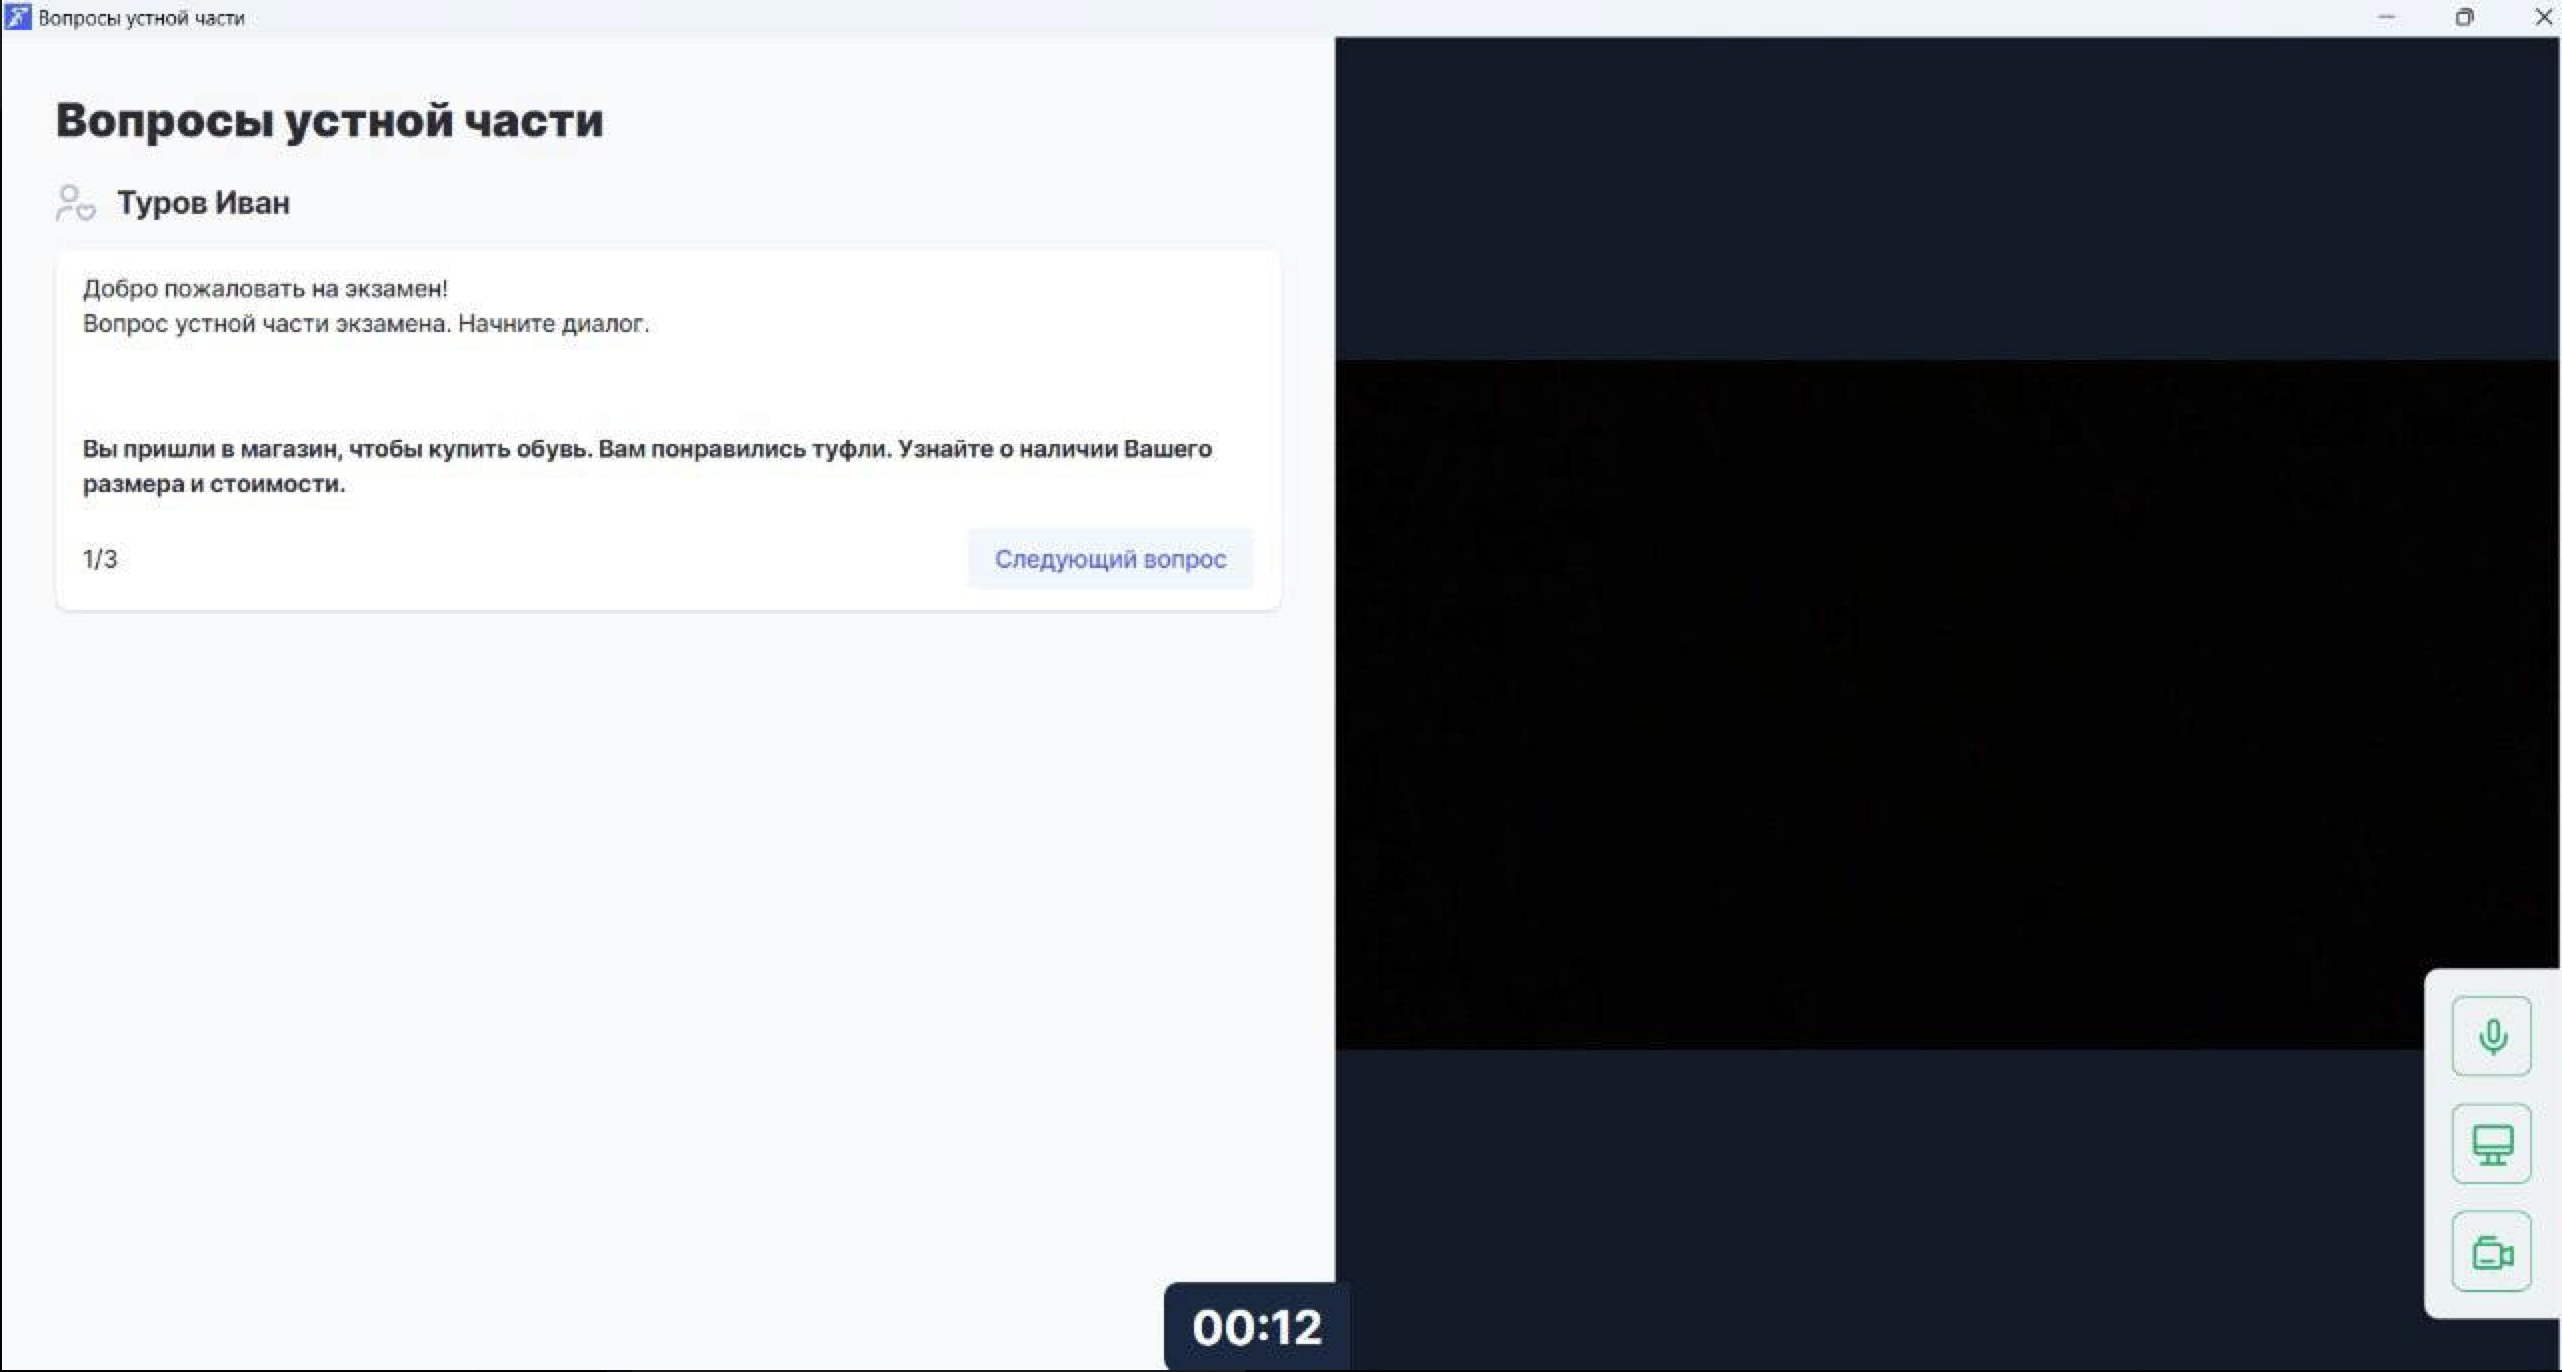 Вопросы устной части
Вопросы устной части
Туров Иван
Добро пожаловать на экзамен!
Вопрос устной части экзамена. Начните диалог.
Вы пришли в магазин, чтобы купить обувь. Вам понравились туфли. Узнайте о наличии Вашего
размера и стоимости.
1/3
Следующий вопрос
00:12